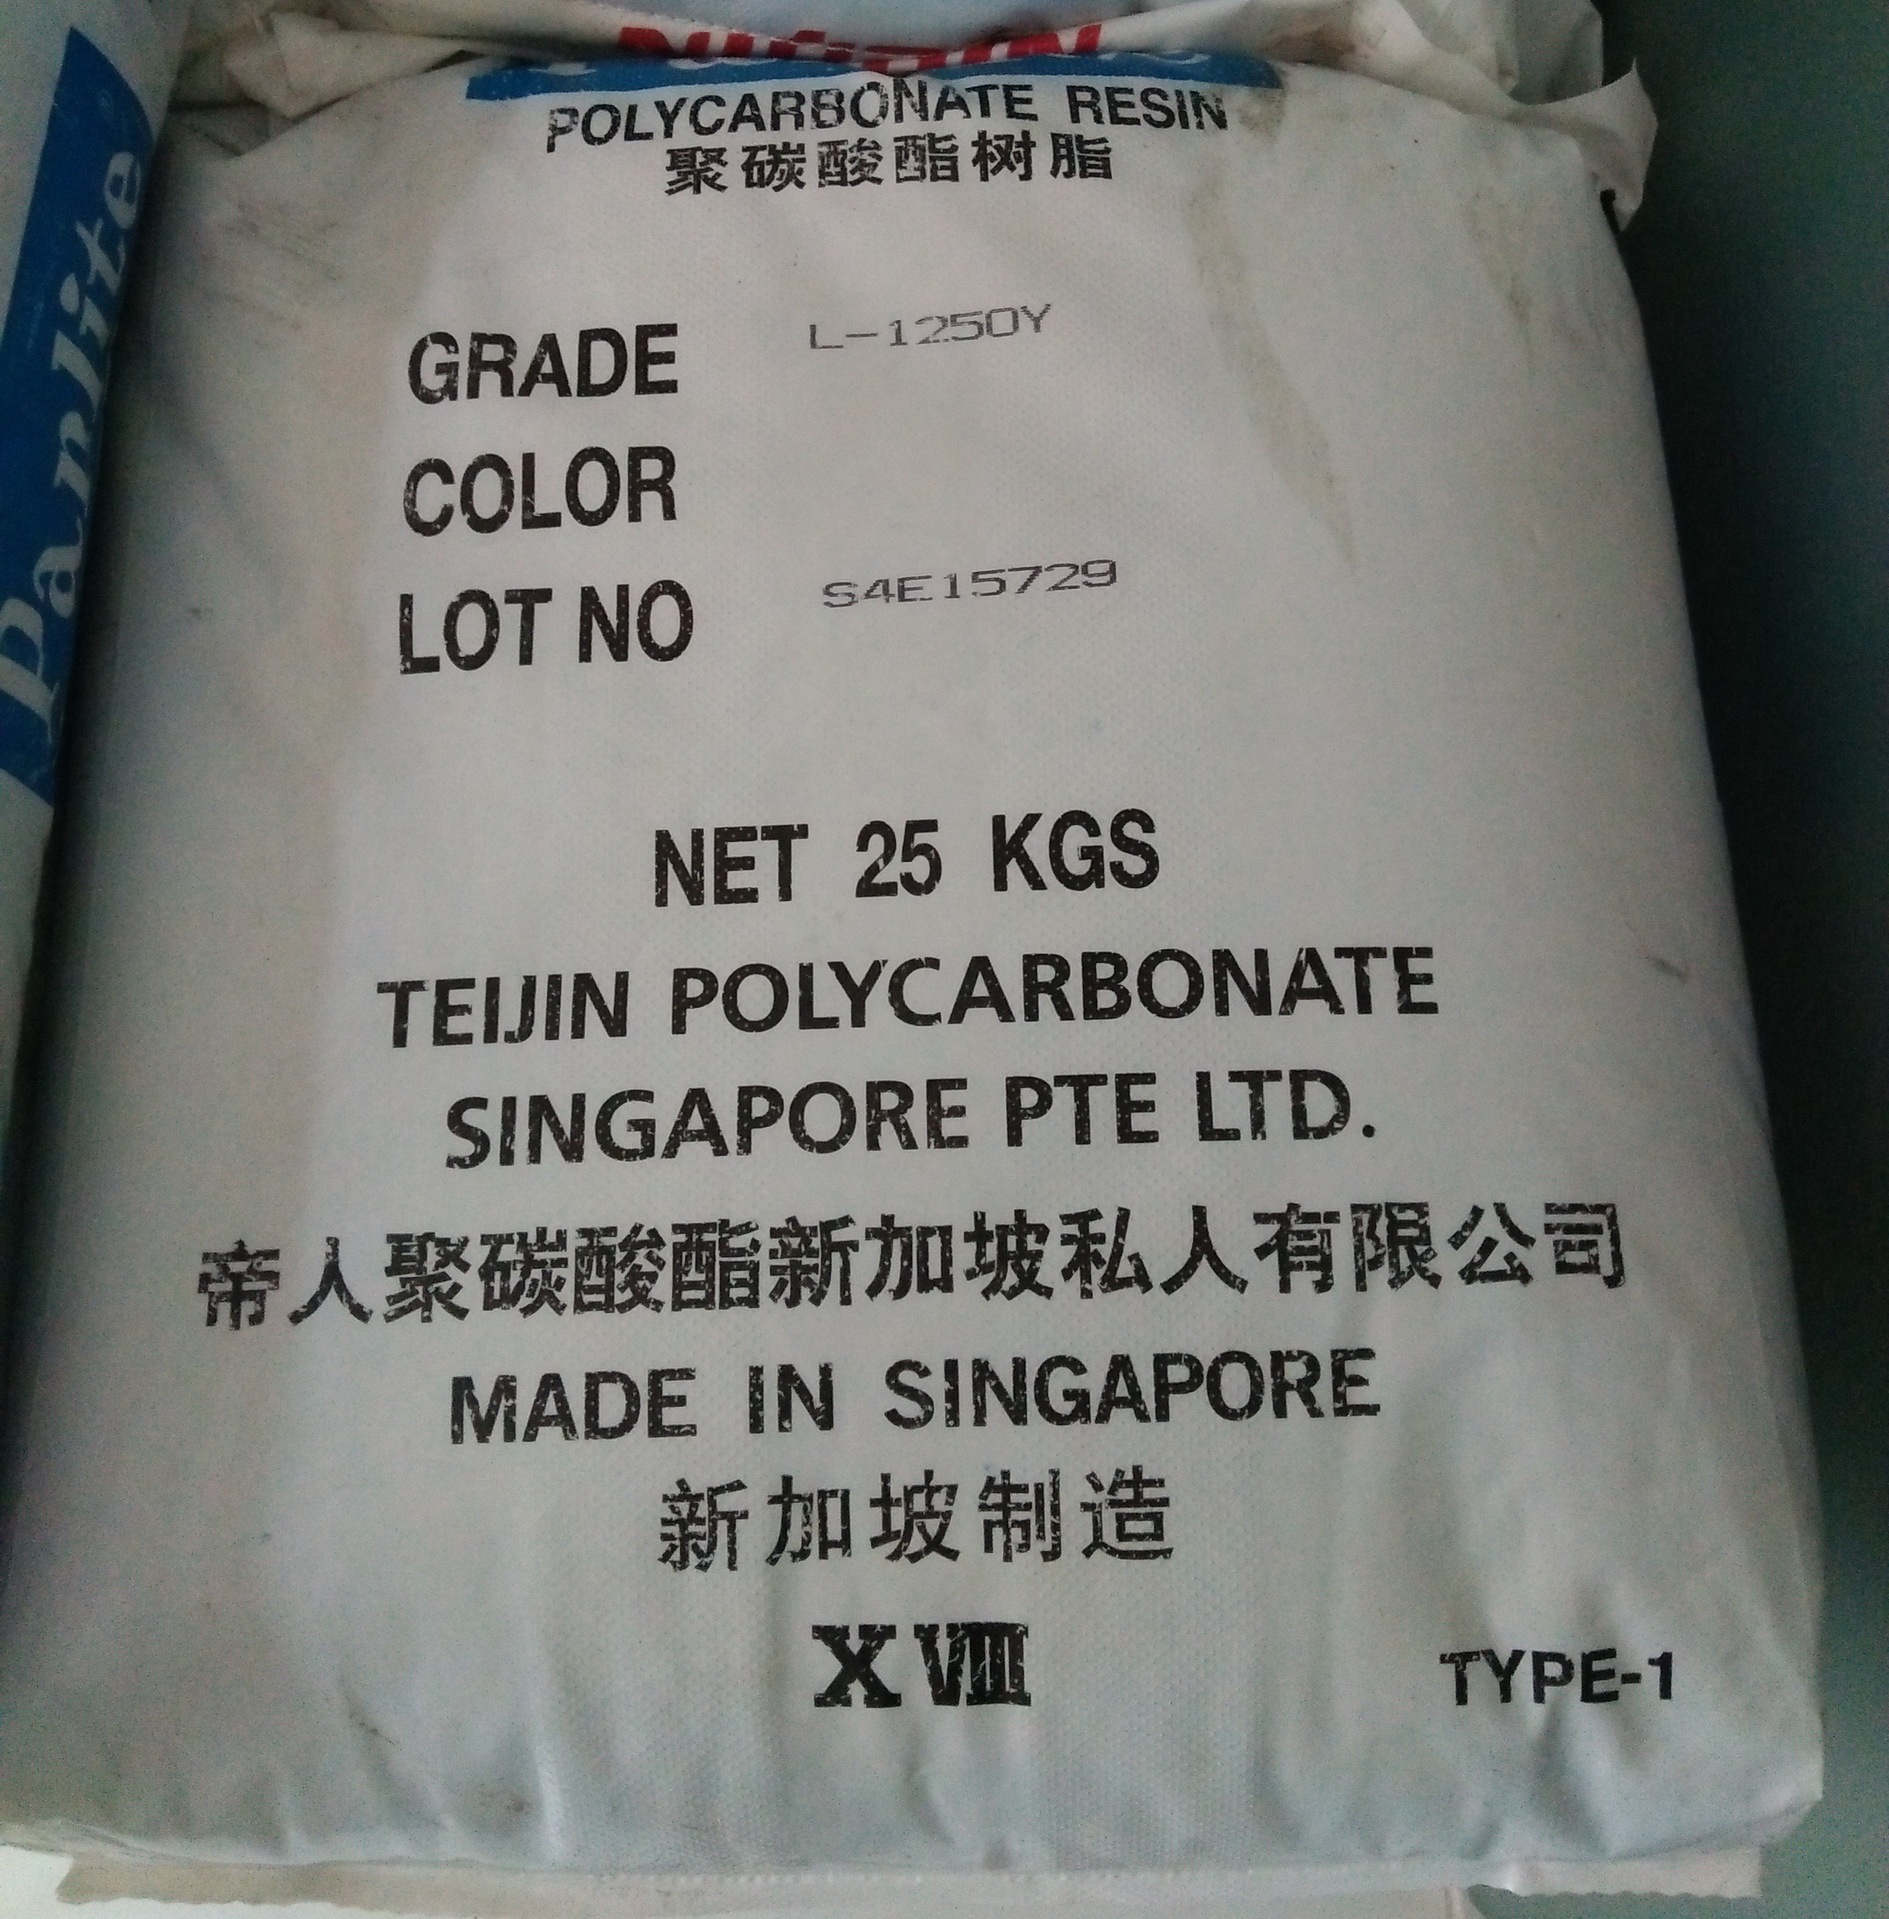 Panlite
POLYCARBONATE RESIN
聚碳酸酯树脂
GRADE L-1250Y
COLOR
LOT NO S4E15729
NET 25 KGS
TEIJIN POLYCARBONATE
SINGAPORE PTE LTD.
帝人聚碳酸酯新加坡私人有限公司
MADE IN SINGAPORE
新加坡制造
XVIII
TYPE-1